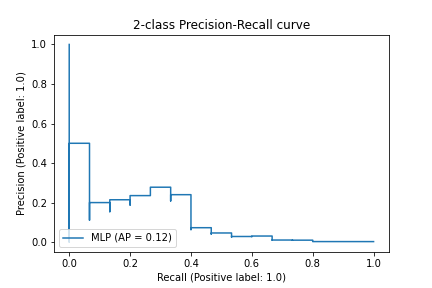 2-class Precision-Recall curve
Precision (Positive label: 1.0)
1.0
0.8
0.6
0.4
0.2
0.0
MLP (AP = 0.12)
0.0 0.2 0.4 0.6 0.8 1.0
Recall (Positive label: 1.0)